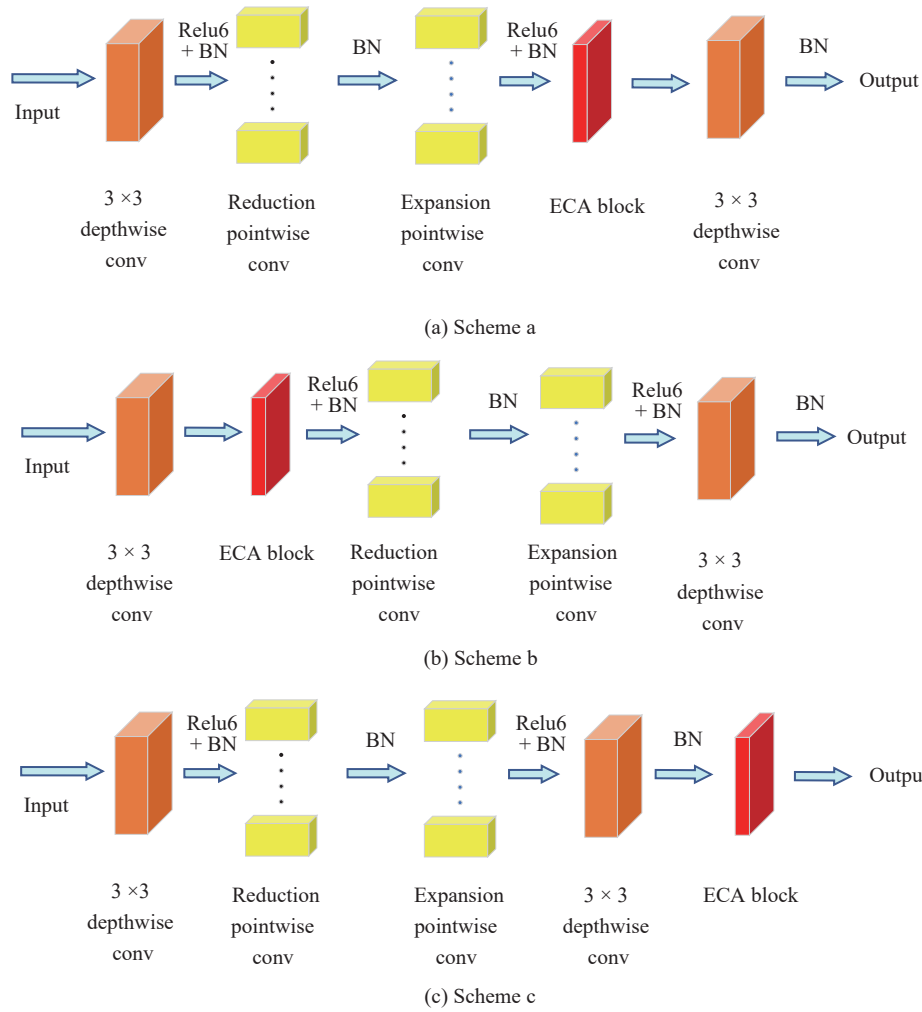 Relu6
+ BN
BN
Relu6
+ BN
BN
Input
Output
3 ×3
depthwise
conv
Reduction
pointwise
conv
Expansion
pointwise
conv
ECA block
3 × 3
depthwise
conv
(a) Scheme a
Relu6
+ BN
BN
Relu6
+ BN
BN
Input
Output
3 × 3
depthwise
conv
ECA block
Reduction
pointwise
conv
Expansion
pointwise
conv
3 × 3
depthwise
conv
(b) Scheme b
Relu6
+ BN
BN
Relu6
+ BN
BN
Input
Outpu
3 ×3
depthwise
conv
Reduction
pointwise
conv
Expansion
pointwise
conv
3 × 3
depthwise
conv
ECA block
(c) Scheme c